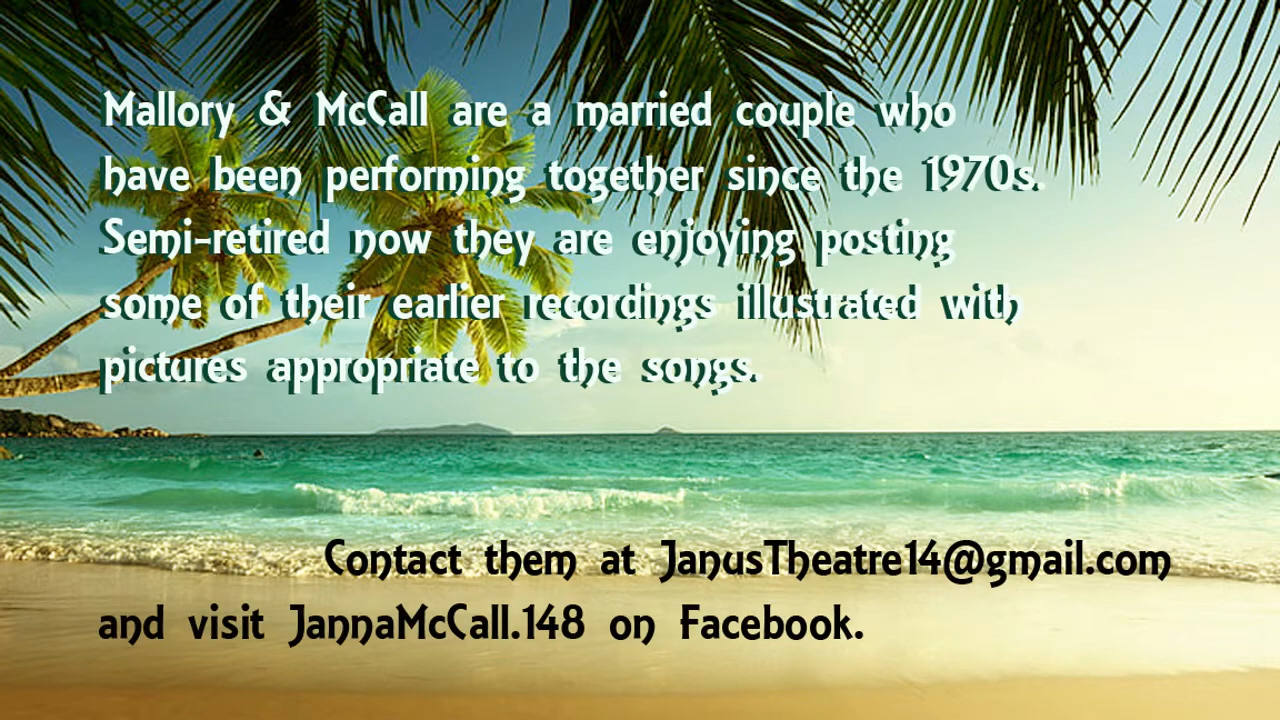 Mallory & McCall are a married couple who
have been performing together since the 1970s.
Semi-retired now they are enjoying posting
some of their earlier recordings illustrated with
pictures appropriate to the songs.
Contact them at JanusTheatre14@gmail.com
and visit JannaMcCall.148 on Facebook.